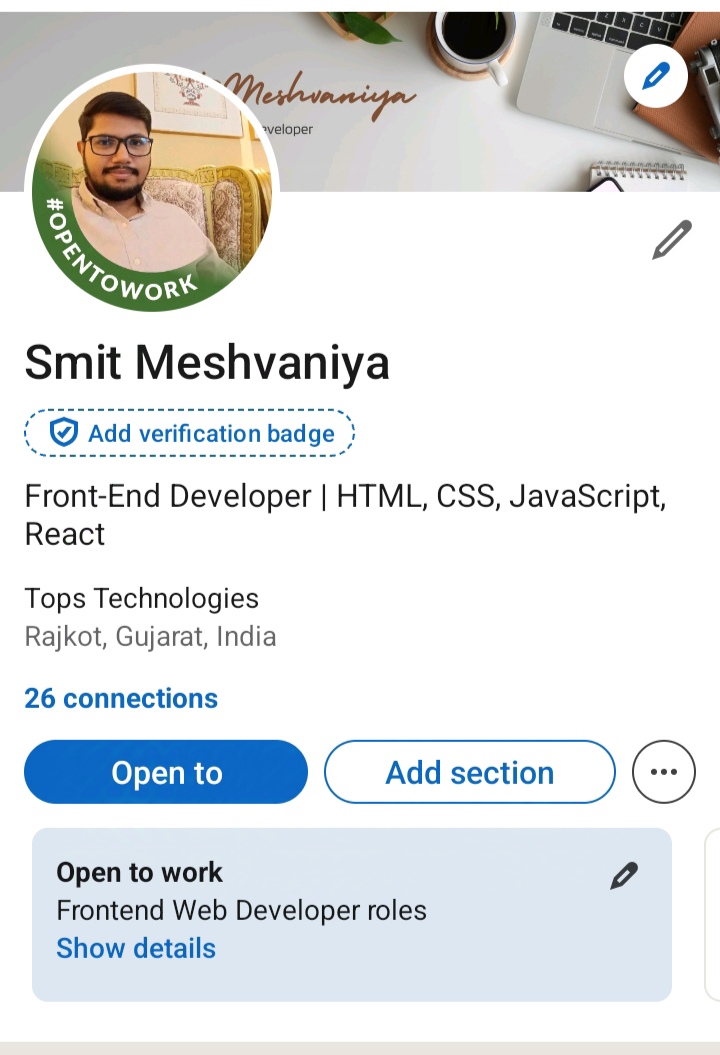 Meshvaniya
#OPENTOWORK
Smit Meshvaniya
Add verification badge
Front-End Developer | HTML, CSS, JavaScript,
React
Tops Technologies
Rajkot, Gujarat, India
26 connections
Open to
Add section
Open to work
Frontend Web Developer roles
Show details